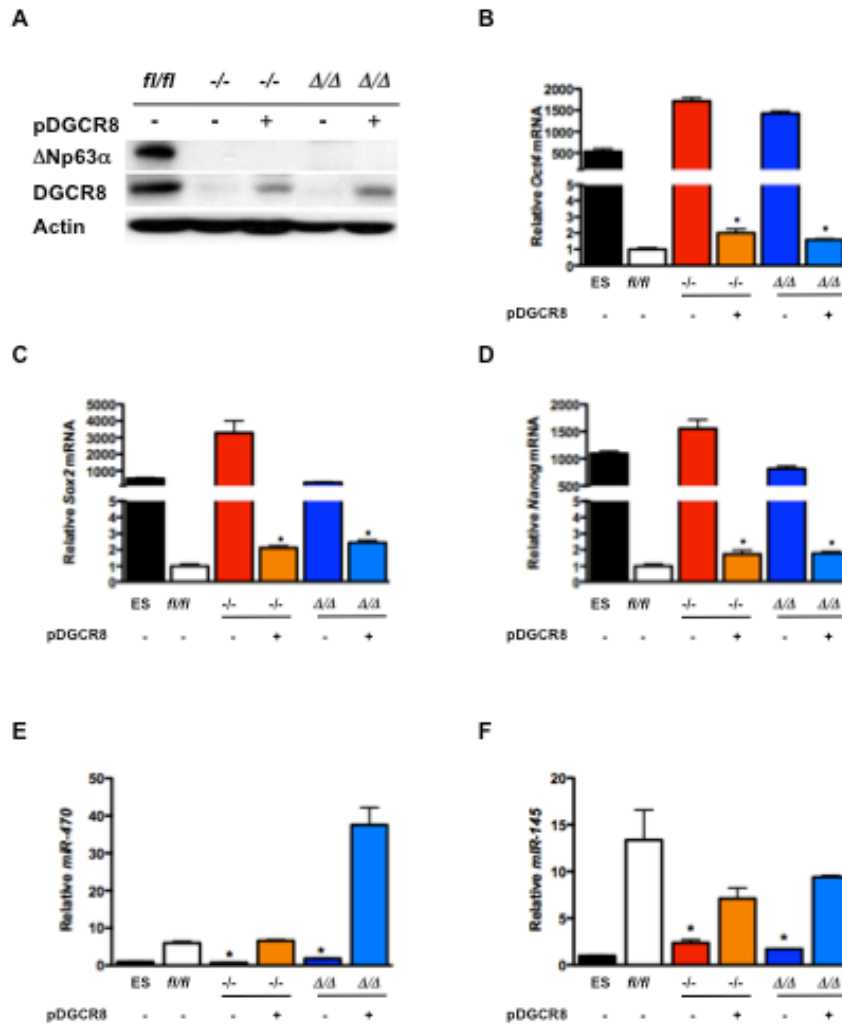 A
fl/fl -/- -/- Δ/Δ Δ/Δ
pDGCR8 - - + - +
ΔNp63α
DGCR8
Actin
B
Relative Oct4 mRNA
2000
1500
1000
500
5
4
3
2
1
0
* *
ES fl/fl -/- -/- Δ/Δ Δ/Δ
pDGCR8 - - - + - +
C
Relative Sox2 mRNA
5000
4000
3000
2000
1000
5
4
3
2
1
0
* *
ES fl/fl -/- -/- Δ/Δ Δ/Δ
pDGCR8 - - - + - +
D
Relative Nanog mRNA
1500
1000
500
5
4
3
2
1
0
* *
ES fl/fl -/- -/- Δ/Δ Δ/Δ
pDGCR8 - - - + - +
E
Relative miR-470
50
40
30
20
10
0
* *
ES fl/fl -/- -/- Δ/Δ Δ/Δ
pDGCR8 - - - + - +
F
Relative miR-145
20
15
10
5
0
* *
ES fl/fl -/- -/- Δ/Δ Δ/Δ
pDGCR8 - - - + - +